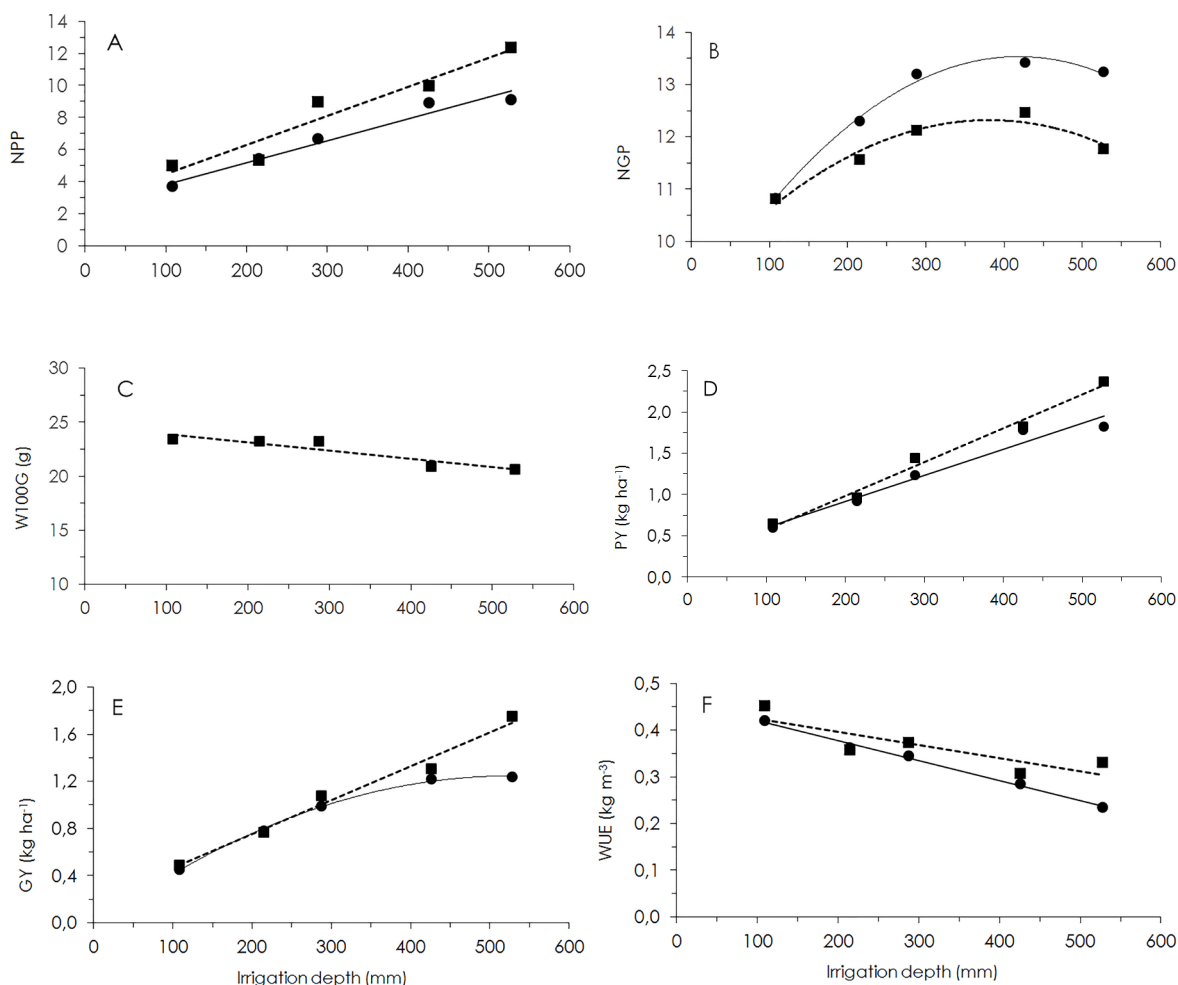 A
NPP
14
12
10
8
6
4
2
0
0 100 200 300 400 500 600
B
NGP
14
13
12
11
10
0 100 200 300 400 500 600
C
W100G (g)
30
25
20
15
10
0 100 200 300 400 500 600
D
PY (kg ha⁻¹)
2,5
2,0
1,5
1,0
0,5
0,0
0 100 200 300 400 500 600
E
GY (kg ha⁻¹)
2,0
1,6
1,2
0,8
0,4
0,0
0 100 200 300 400 500 600
Irrigation depth (mm)
F
WUE (kg m⁻³)
0,5
0,4
0,3
0,2
0,1
0,0
0 100 200 300 400 500 600
Irrigation depth (mm)